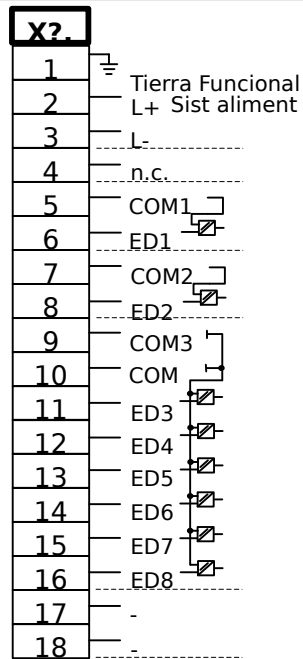 X?.
1
Tierra Funcional
2 L+ Sist aliment
3 L-
4 n.c.
5 COM1
6 ED1
7 COM2
8 ED2
9 COM3
10 COM
11 ED3
12 ED4
13 ED5
14 ED6
15 ED7
16 ED8
17 -
18 -